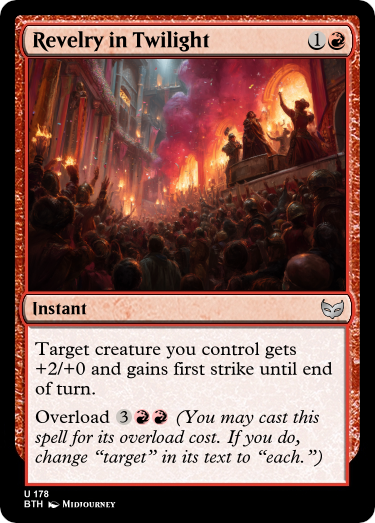 Revelry in Twilight 1
Instant
Target creature you control gets
+2/+0 and gains first strike until end
of turn.
Overload 3 (You may cast this
spell for its overload cost. If you do,
change “target” in its text to “each.”)
U 178
BTH Midjourney